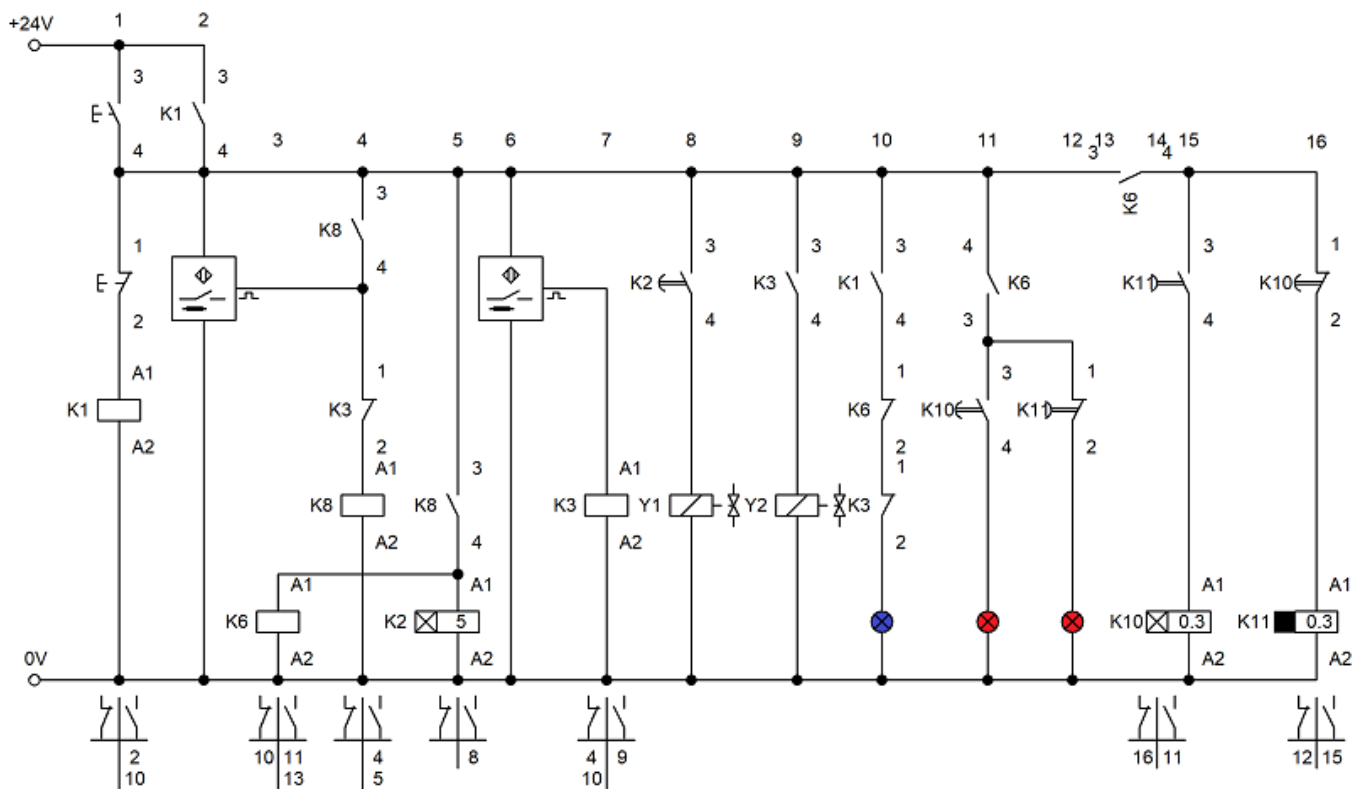 1 2
+24V
3 3
K1
4 4 3 4 5 6 7 8 9 10 11 12 13 14 15 16
3 4
K6
3
K8
4
1 3 3 3 4 3 1
K2 K3 K1 K6 K11 K10
2 4 4 4 3 4 2
A1 1 1 3 1
K1 K3 K6 K10 K11
A2 2 2 4 2
A1 3 A1 1
K8 K8 K3 Y1 Y2 K3
A2 4 A2 2
A1 A1 A1 A1
K6 K2 5 K10 0.3 K11 0.3
0V A2 A2 A2 A2
2 10 11 4 8 4 9 16 11 12 15
10 13 5 10